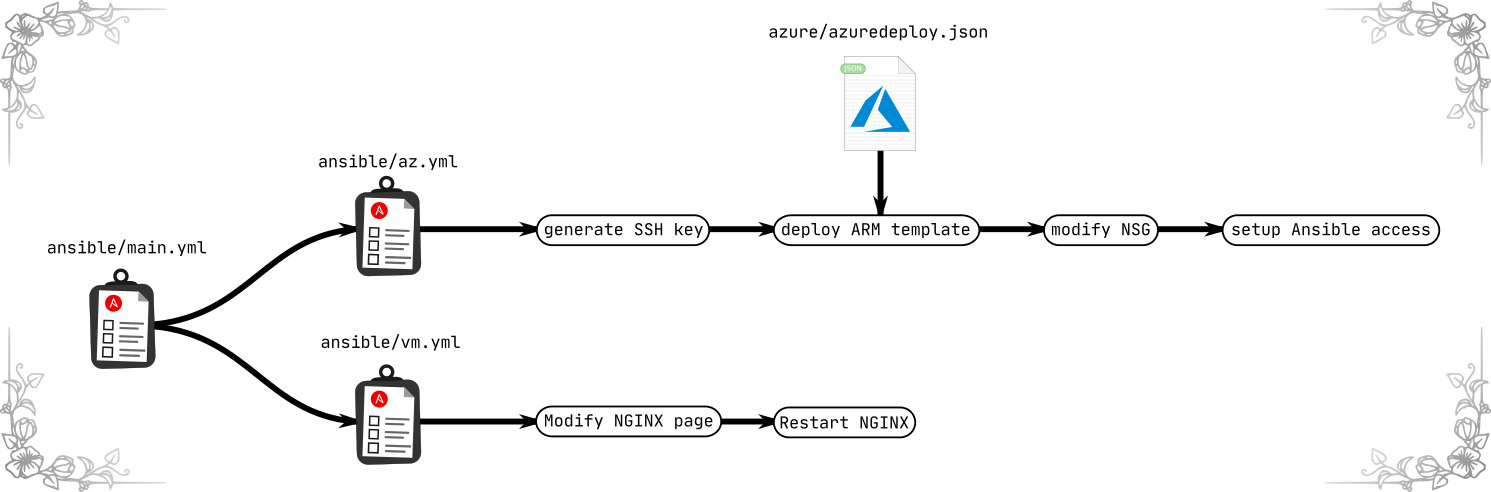 azure/azuredeploy.json
JSON
ansible/az.yml
generate SSH key
deploy ARM template
modify NSG
setup Ansible access
ansible/main.yml
ansible/vm.yml
Modify NGINX page
Restart NGINX